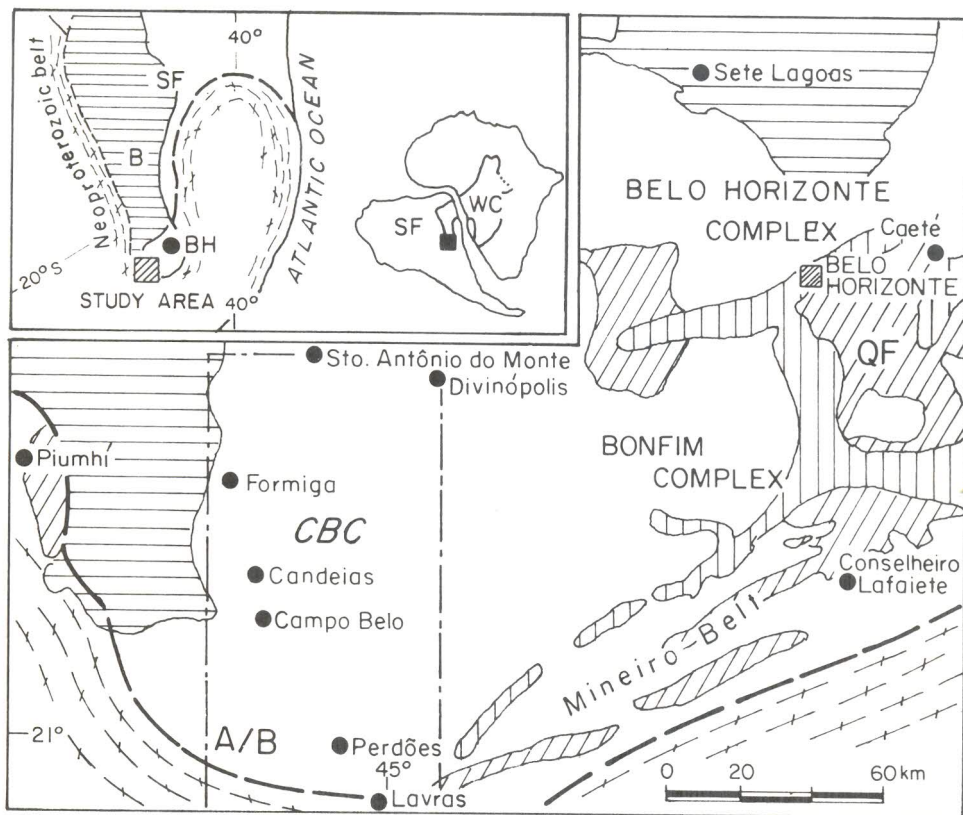 40°
SF
Neoproterozoic belt
B
BH
20°S
STUDY AREA
40°
ATLANTIC OCEAN
WC
SF
Sete Lagoas
BELO HORIZONTE
COMPLEX
Caeté
BELO
HORIZONTE
QF
Sto. Antônio do Monte
Divinópolis
Piumhí
Formiga
BONFIM
COMPLEX
CBC
Candeias
Campo Belo
Conselheiro
Lafaiete
Mineiro-Belt
21°
A/B
Perdões
45°
Lavras
0 20 60 km